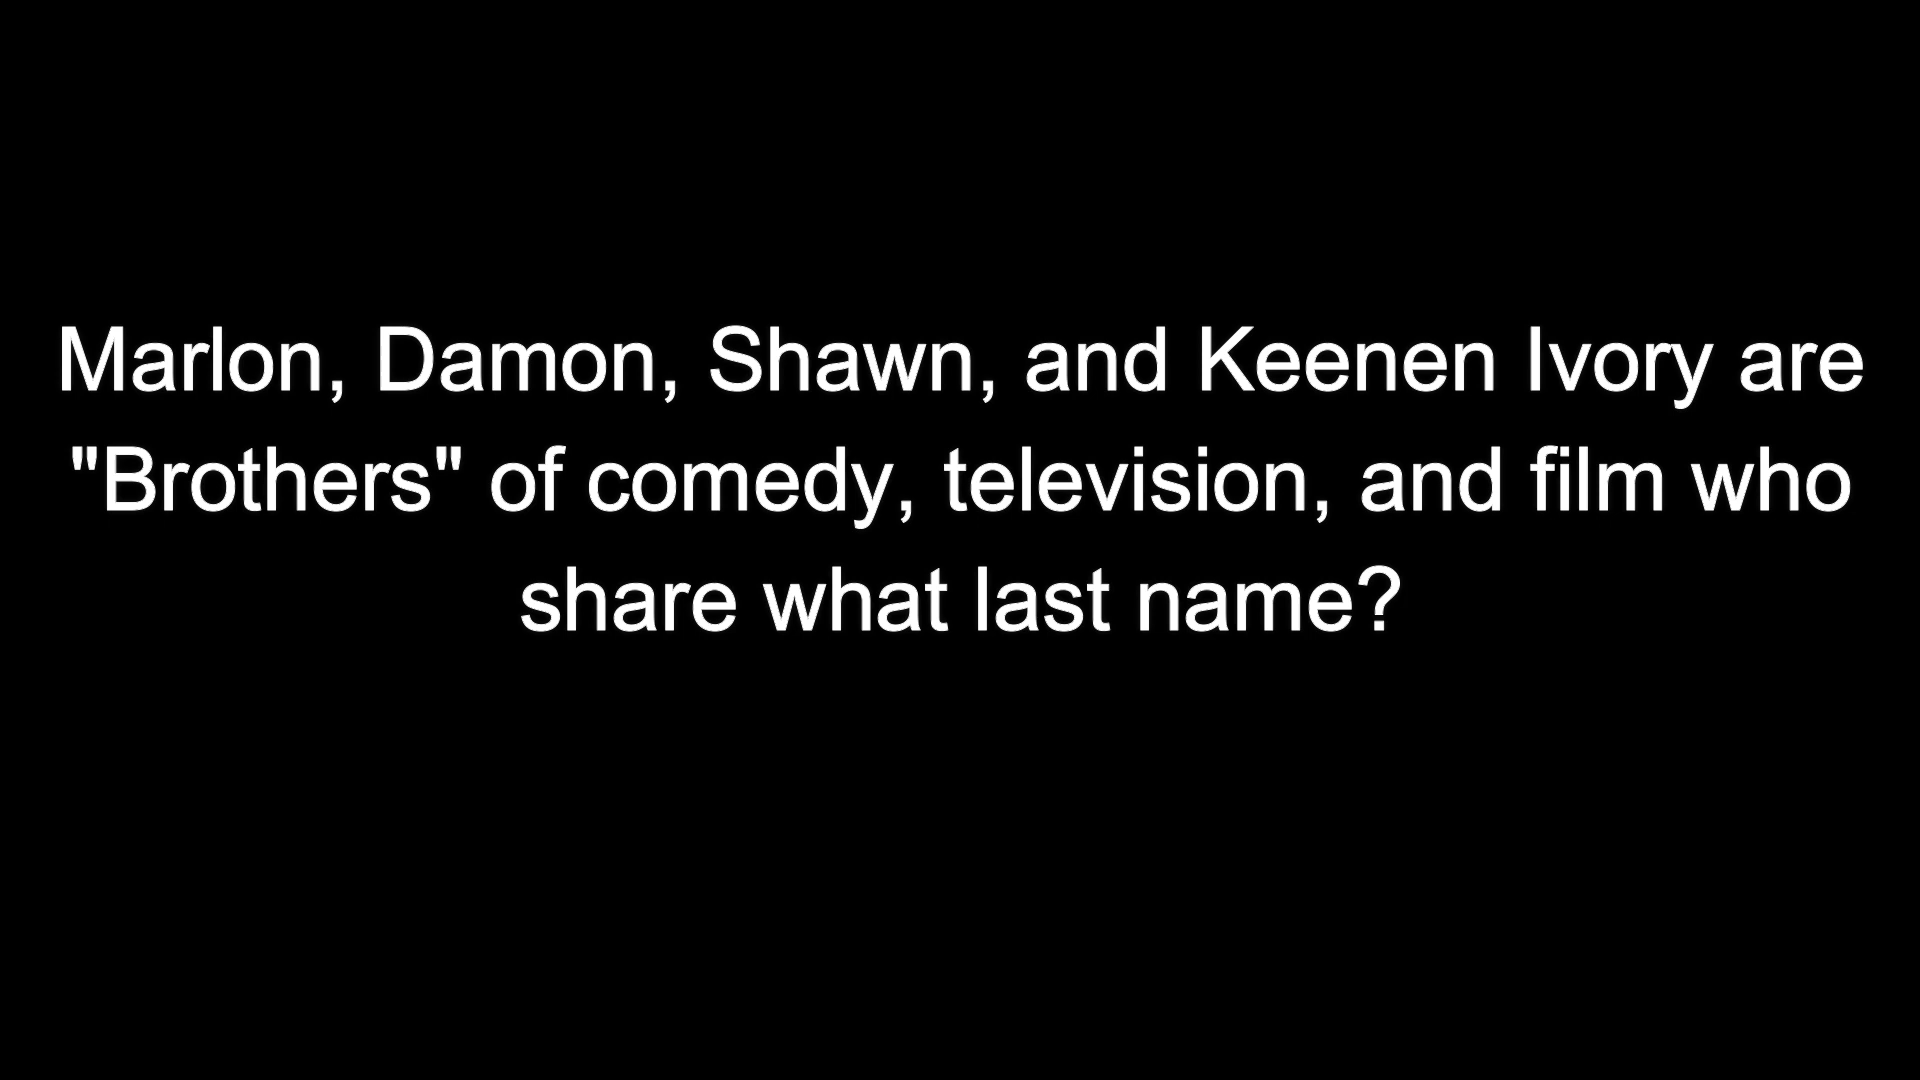 Marlon, Damon, Shawn, and Keenen Ivory are
"Brothers" of comedy, television, and film who
share what last name?